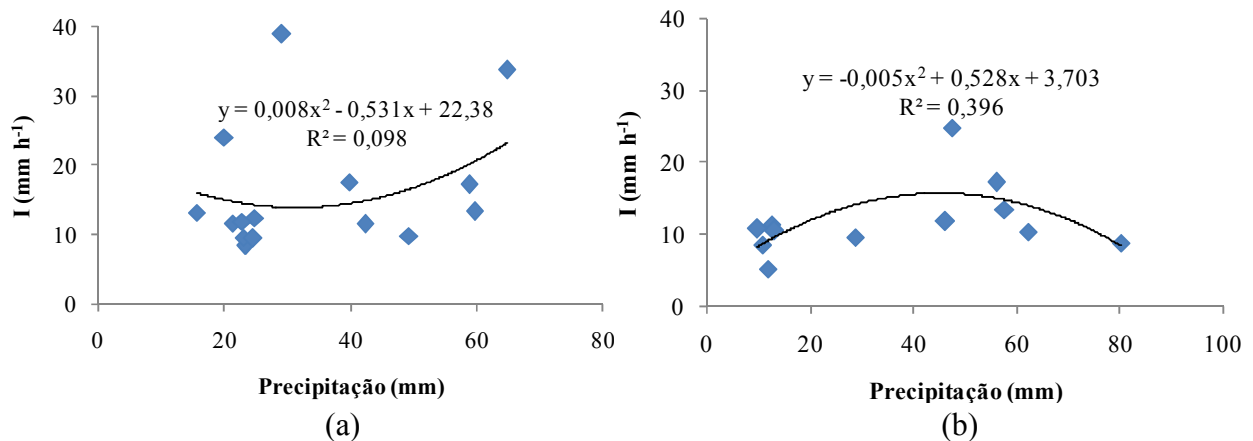 40
30
20
10
0
I (mm h⁻¹)
y = 0,008x² - 0,531x + 22,38
R² = 0,098
0 20 40 60 80
Precipitação (mm)
(a)
40
30
20
10
0
I (mm h⁻¹)
y = -0,005x² + 0,528x + 3,703
R² = 0,396
0 20 40 60 80 100
Precipitação (mm)
(b)